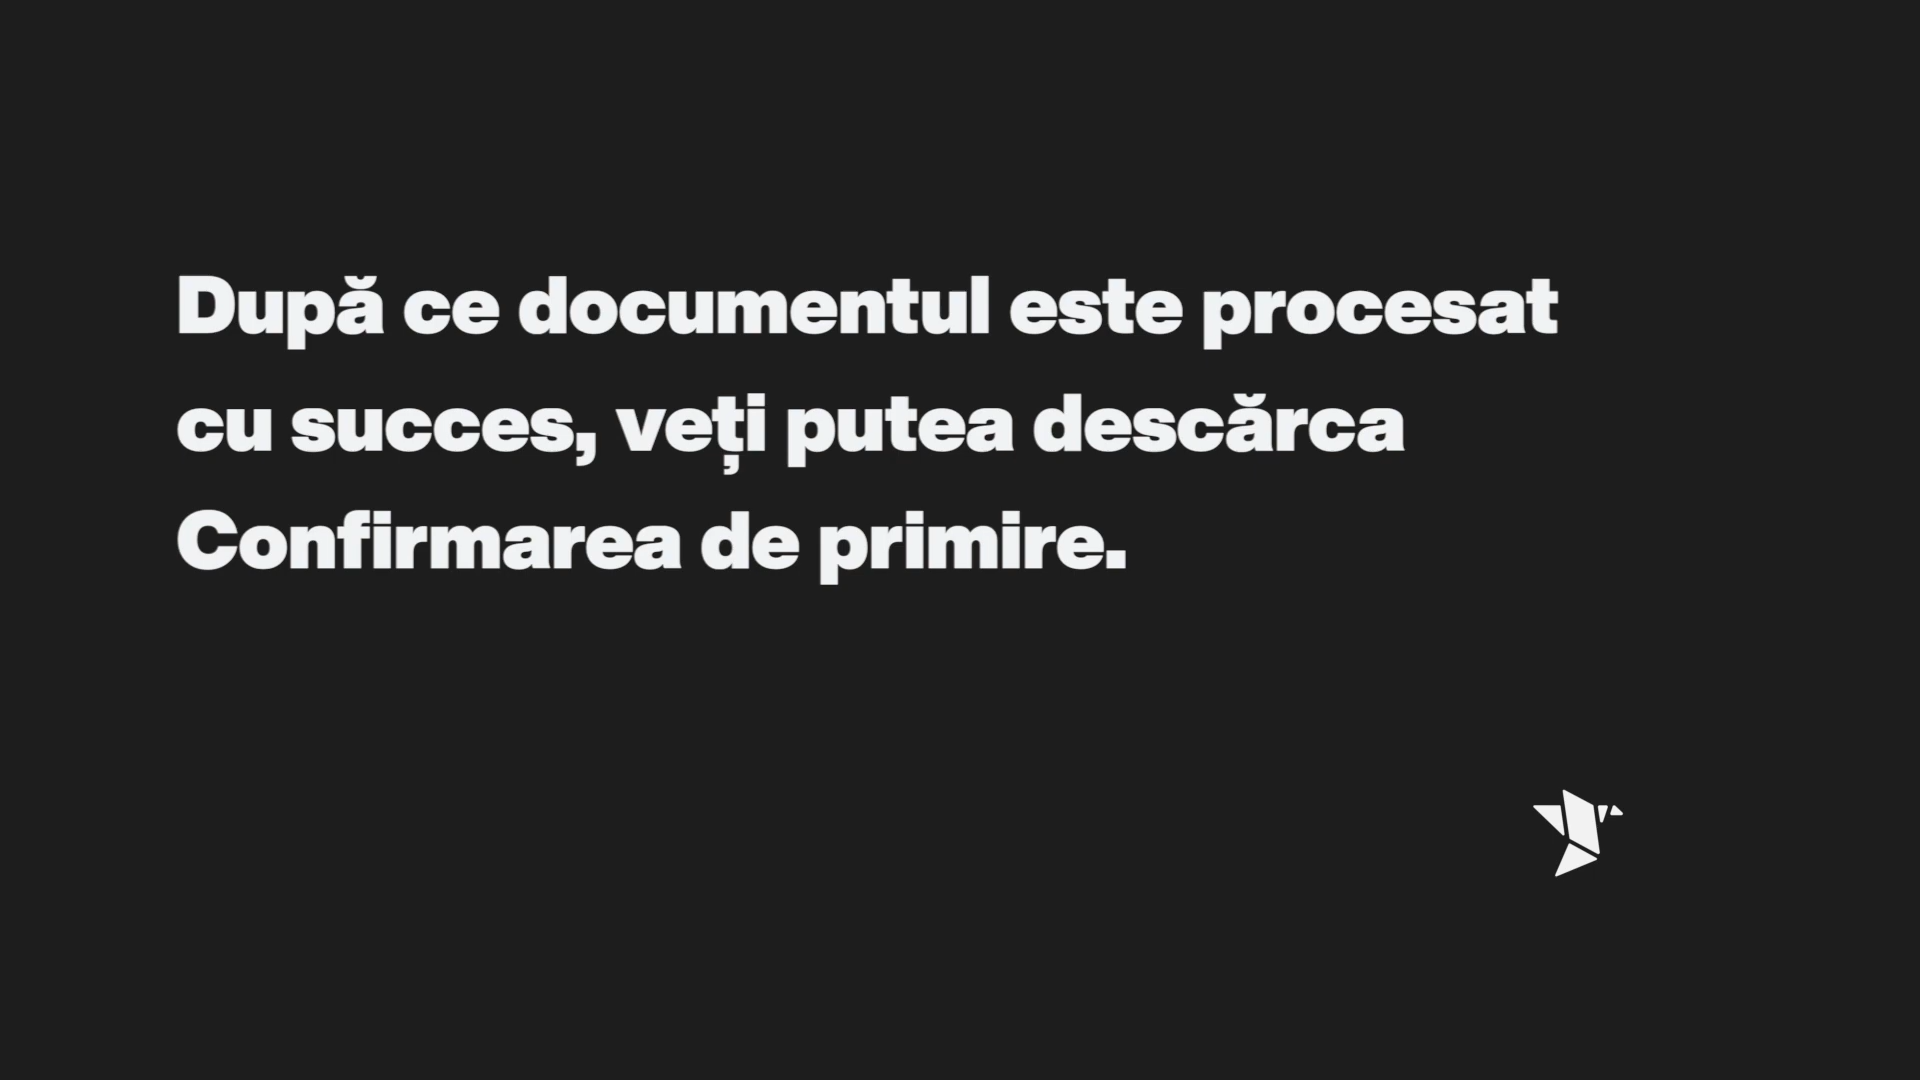 După ce documentul este procesat
cu succes, veți putea descărca
Confirmarea de primire.